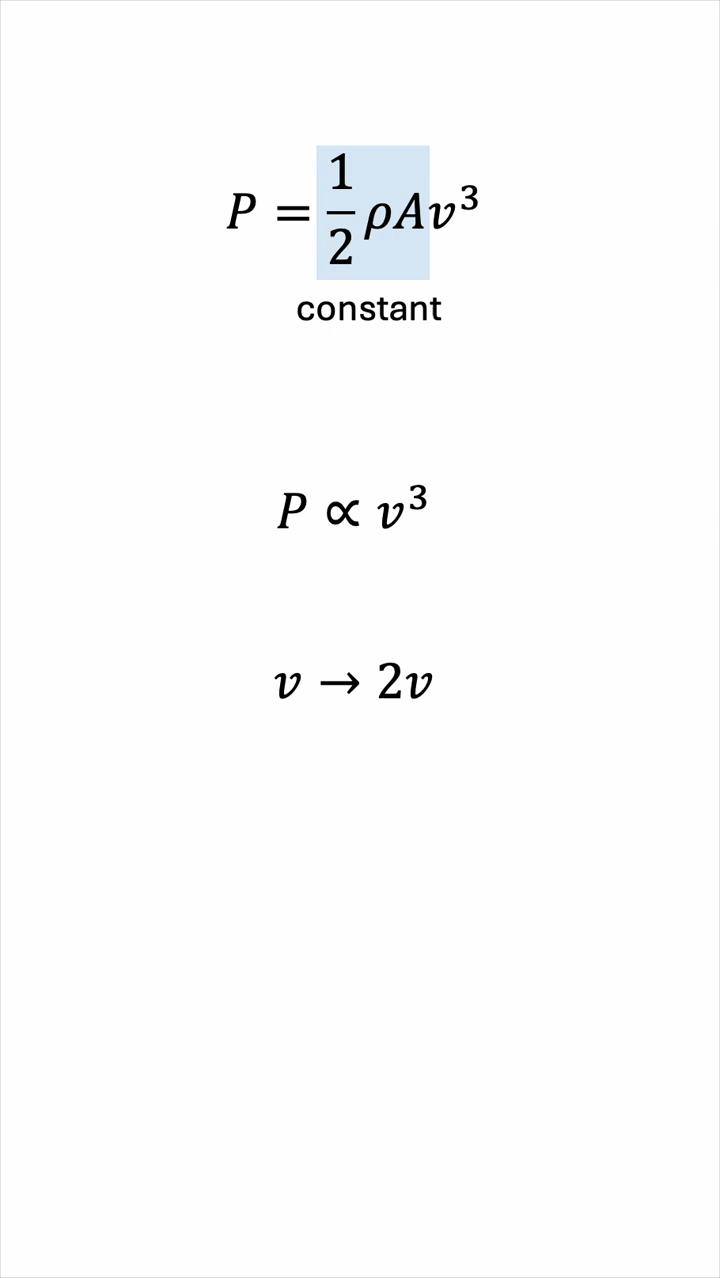 P = 1/2 ρAv³
constant
P ∝ v³
v → 2v